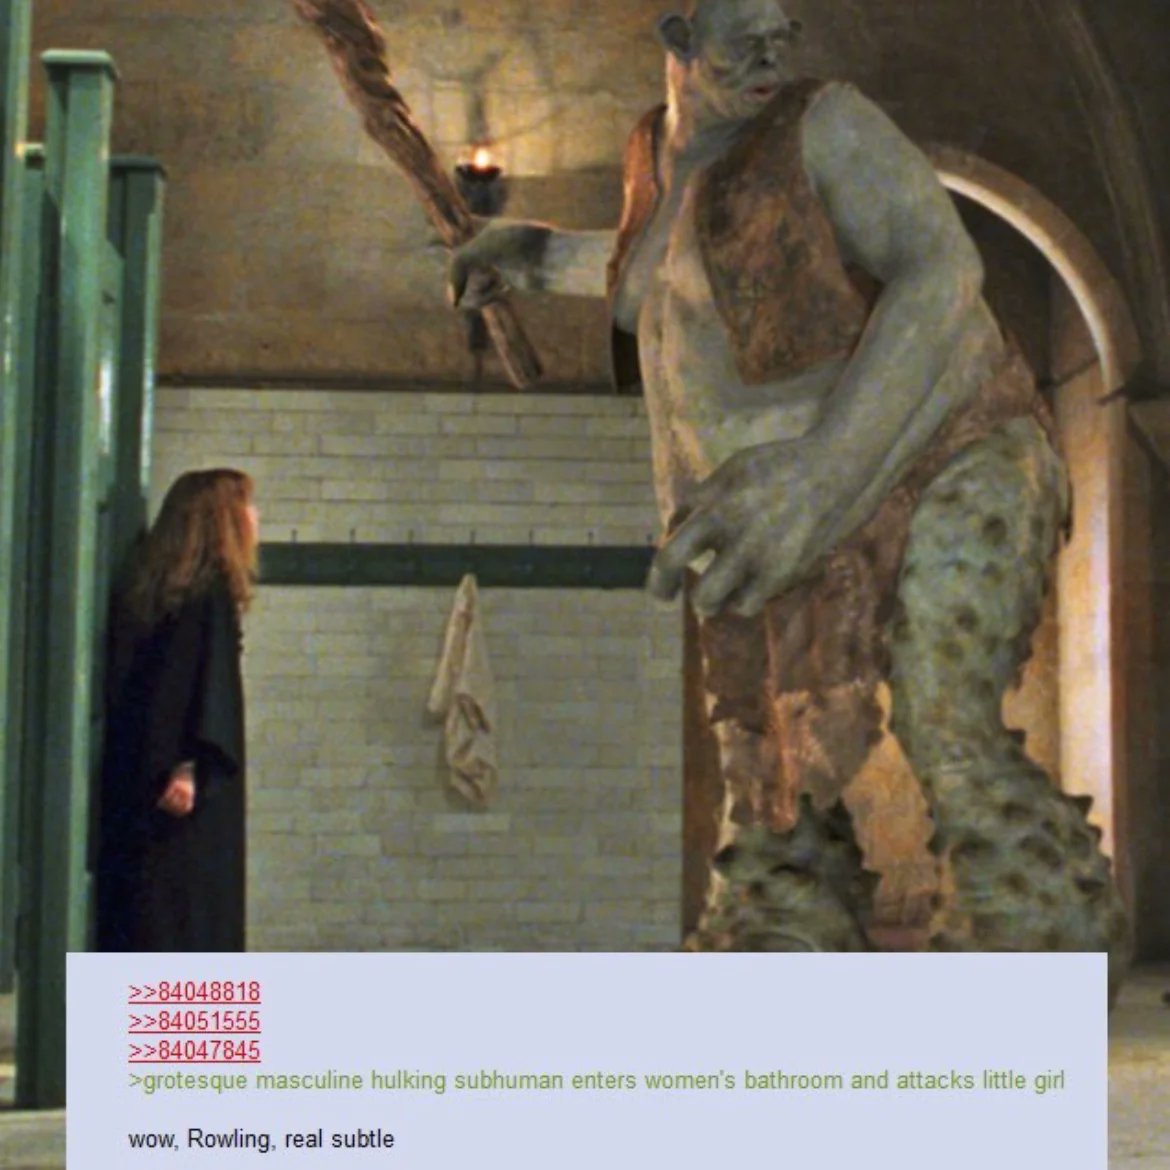 >>84048818
>>84051555
>>84047845
>grotesque masculine hulking subhuman enters women's bathroom and attacks little girl
wow, Rowling, real subtle